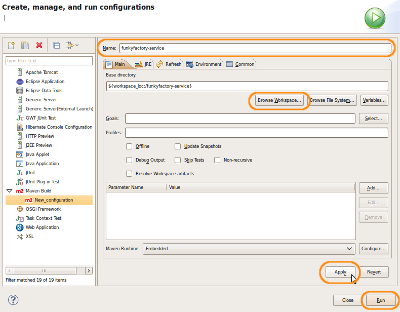 Create, manage, and run configurations
Name: funkyfactory-service
type filter text
Main
JRE
Refresh
Environment
Common
Apache Tomcat
Eclipse Application
Eclipse Data Tools
Generic Server
Generic Server(External Launch)
GWT JUnit Test
Hibernate Console Configuration
HTTP Preview
J2EE Preview
Java Applet
Java Application
JUnit
JUnit Plug-in Test
Maven Build
New_configuration
OSGi Framework
Task Context Test
Web Application
XSL
Filter matched 19 of 19 items
Base directory:
${workspace_loc:/funkyfactory-service}
Browse Workspace... Browse File System... Variables...
Goals: Select...
Profiles:
Offline Update Snapshots
Debug Output Skip Tests Non-recursive
Resolve Workspace artifacts
Parameter Name Value
Add...
Edit...
Remove
Maven Runtime: Embedded Configure...
Apply Revert
Close Run